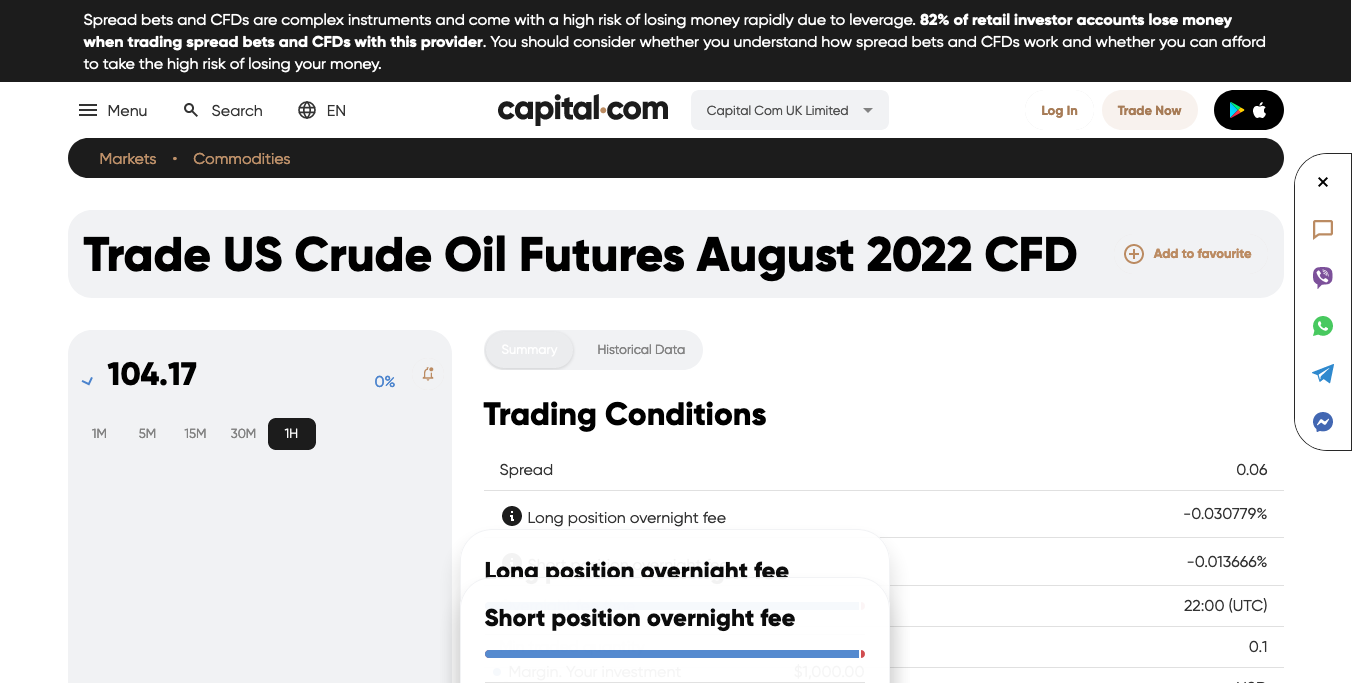 Spread bets and CFDs are complex instruments and come with a high risk of losing money rapidly due to leverage. 82% of retail investor accounts lose money
when trading spread bets and CFDs with this provider. You should consider whether you understand how spread bets and CFDs work and whether you can afford
to take the high risk of losing your money.
Menu Search EN capital.com Capital Com UK Limited Log In Trade Now
Markets • Commodities
Trade US Crude Oil Futures August 2022 CFD Add to favourite
104.17 0%
1M 5M 15M 30M 1H
Summary Historical Data
Trading Conditions
Spread 0.06
Long position overnight fee -0.030779%
-0.013666%
Long position overnight fee
22:00 (UTC)
Short position overnight fee
0.1
Margin. Your investment $1,000.00